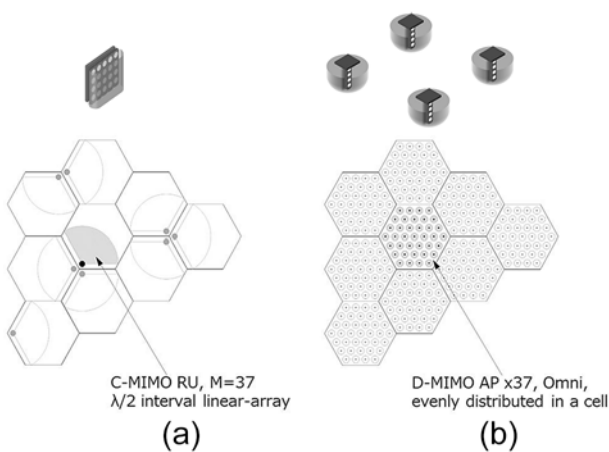 C-MIMO RU, M=37
λ/2 interval linear-array
(a)
D-MIMO AP x37, Omni,
evenly distributed in a cell
(b)